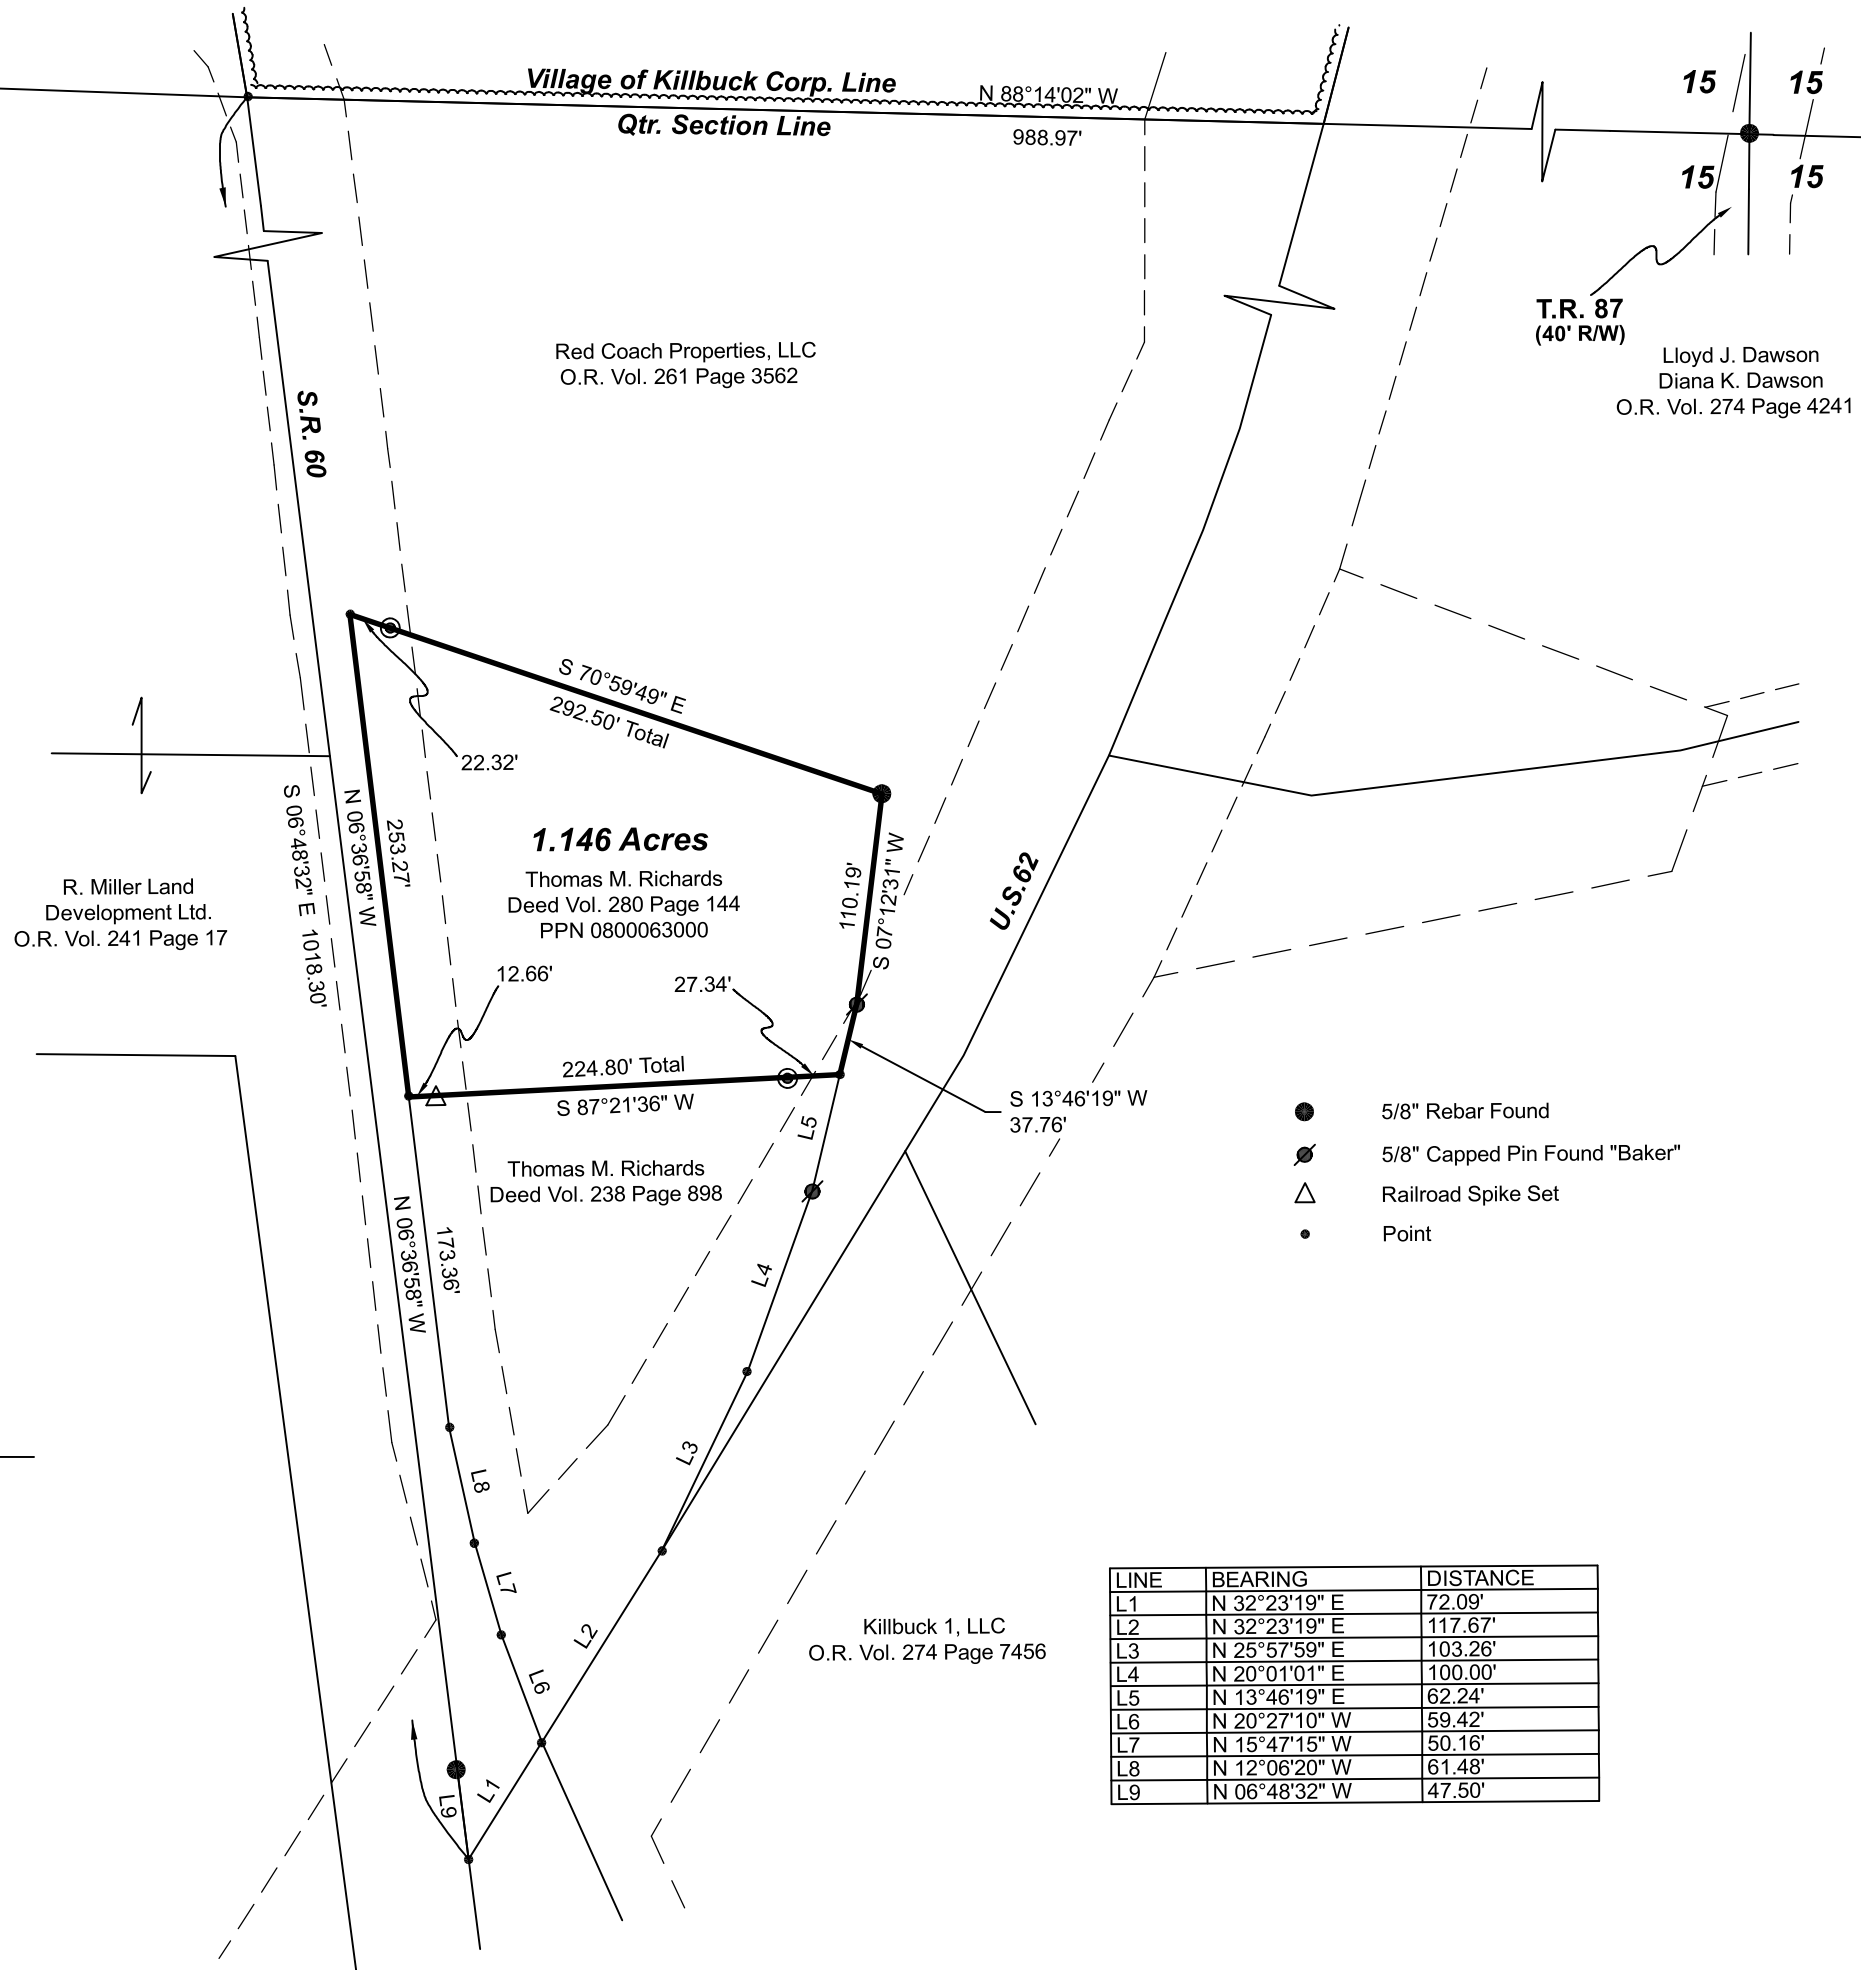 Village of Killbuck Corp. Line
N 88°14'02" W
Qtr. Section Line
988.97'
15
15
15
15
T.R. 87
(40' R/W)
Lloyd J. Dawson
Diana K. Dawson
O.R. Vol. 274 Page 4241
Red Coach Properties, LLC
O.R. Vol. 261 Page 3562
S.R. 60
S 70°59'49" E
292.50' Total
22.32'
S 06°48'32" E 1018.30'
N 06°36'58" W
253.27'
1.146 Acres
Thomas M. Richards
Deed Vol. 280 Page 144
PPN 0800063000
110.19'
S 07°12'31" W
U.S.62
R. Miller Land
Development Ltd.
O.R. Vol. 241 Page 17
12.66'
27.34'
224.80' Total
S 87°21'36" W
S 13°46'19" W
37.76'
L5
Thomas M. Richards
Deed Vol. 238 Page 898
N 06°36'58" W
173.36'
L4
L3
L8
L7
L2
L6
L1
L9
5/8" Rebar Found
5/8" Capped Pin Found "Baker"
Railroad Spike Set
Point
Killbuck 1, LLC
O.R. Vol. 274 Page 7456
LINE BEARING DISTANCE
L1 N 32°23'19" E 72.09'
L2 N 32°23'19" E 117.67'
L3 N 25°57'59" E 103.26'
L4 N 20°01'01" E 100.00'
L5 N 13°46'19" E 62.24'
L6 N 20°27'10" W 59.42'
L7 N 15°47'15" W 50.16'
L8 N 12°06'20" W 61.48'
L9 N 06°48'32" W 47.50'